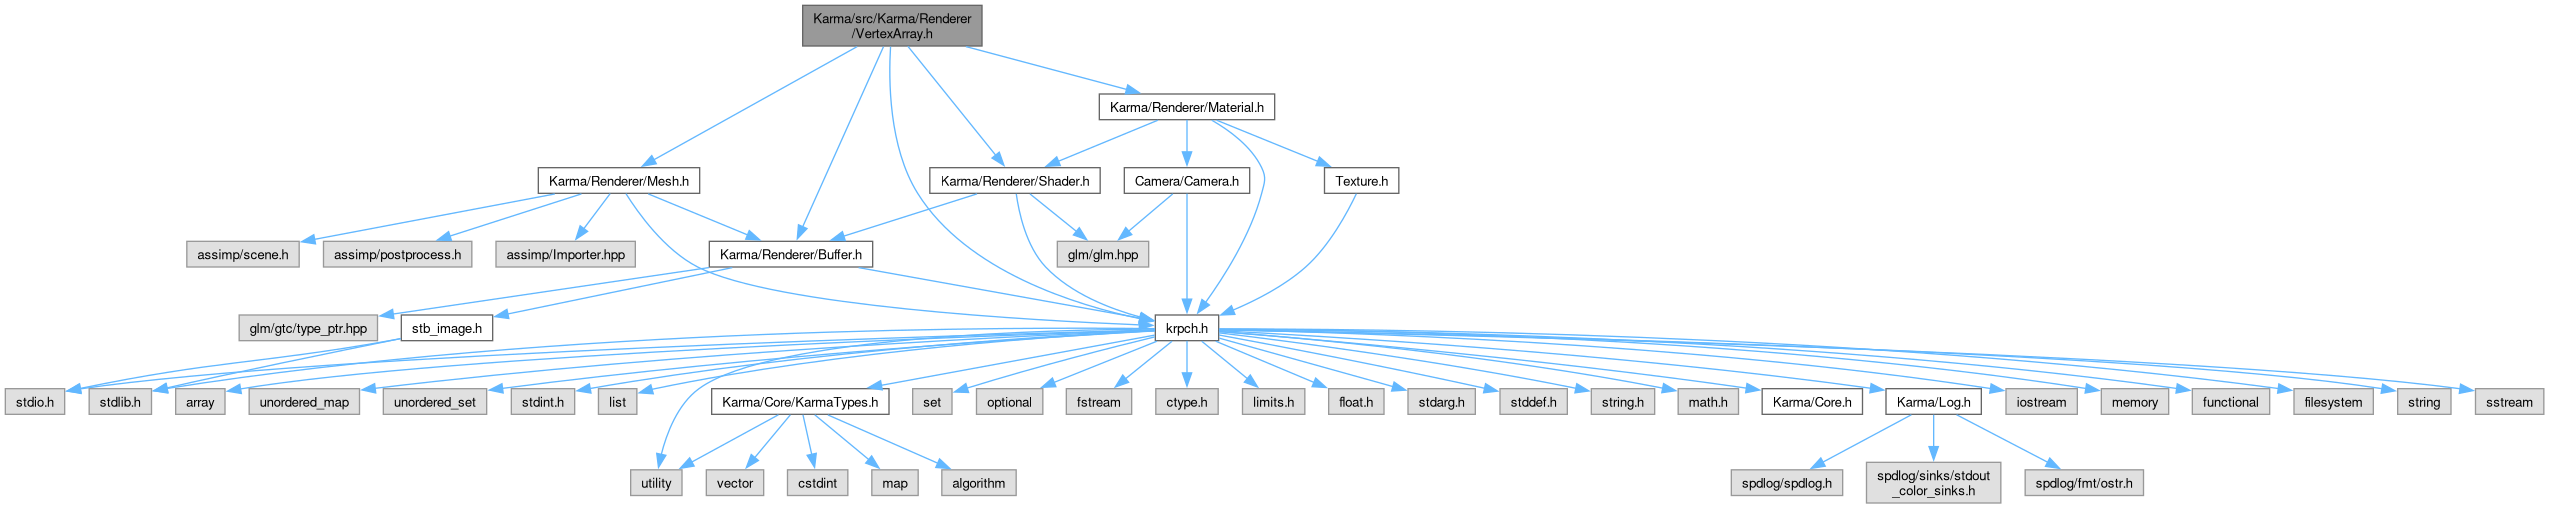 Karma/src/Karma/Renderer
/VertexArray.h
Karma/Renderer/Material.h
Karma/Renderer/Mesh.h
Karma/Renderer/Shader.h
Camera/Camera.h
Texture.h
assimp/scene.h
assimp/postprocess.h
assimp/Importer.hpp
Karma/Renderer/Buffer.h
glm/glm.hpp
glm/gtc/type_ptr.hpp
stb_image.h
krpch.h
stdio.h
stdlib.h
array
unordered_map
unordered_set
stdint.h
list
Karma/Core/KarmaTypes.h
set
optional
fstream
ctype.h
limits.h
float.h
stdarg.h
stddef.h
string.h
math.h
Karma/Core.h
Karma/Log.h
iostream
memory
functional
filesystem
string
sstream
utility
vector
cstdint
map
algorithm
spdlog/spdlog.h
spdlog/sinks/stdout
_color_sinks.h
spdlog/fmt/ostr.h